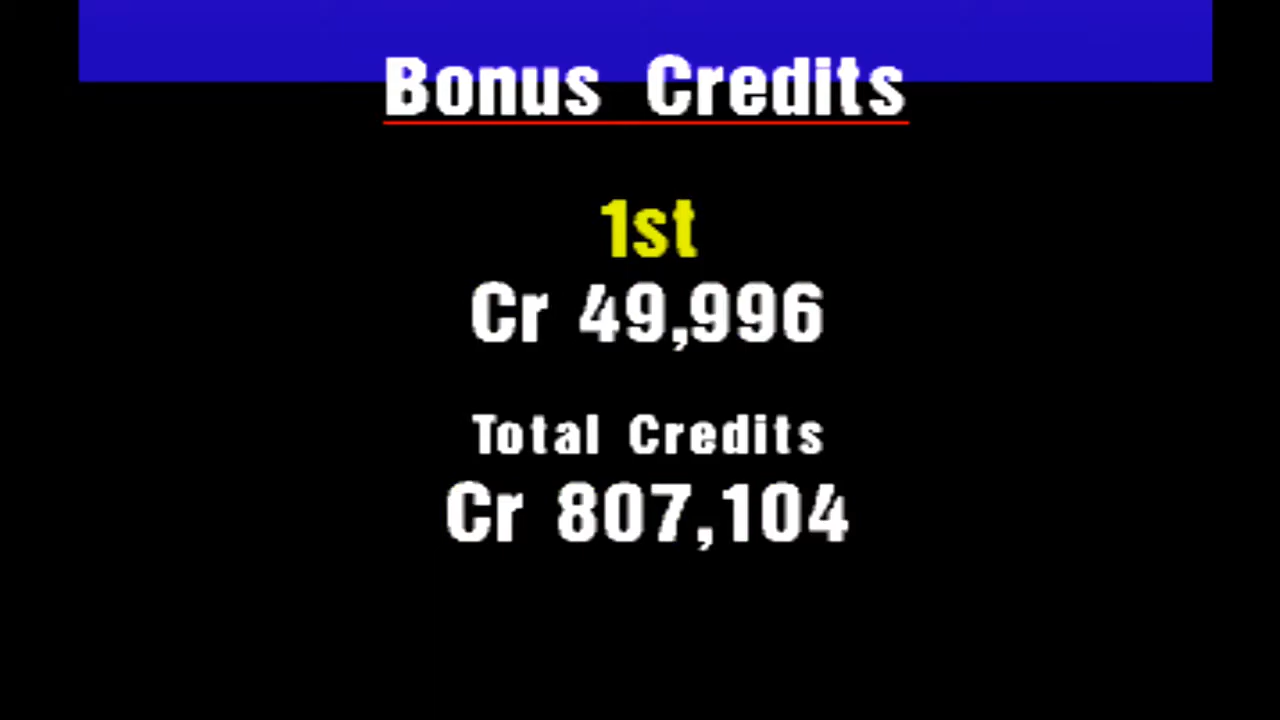 Bonus Credits
1st
Cr 49,996
Total Credits
Cr 807,104